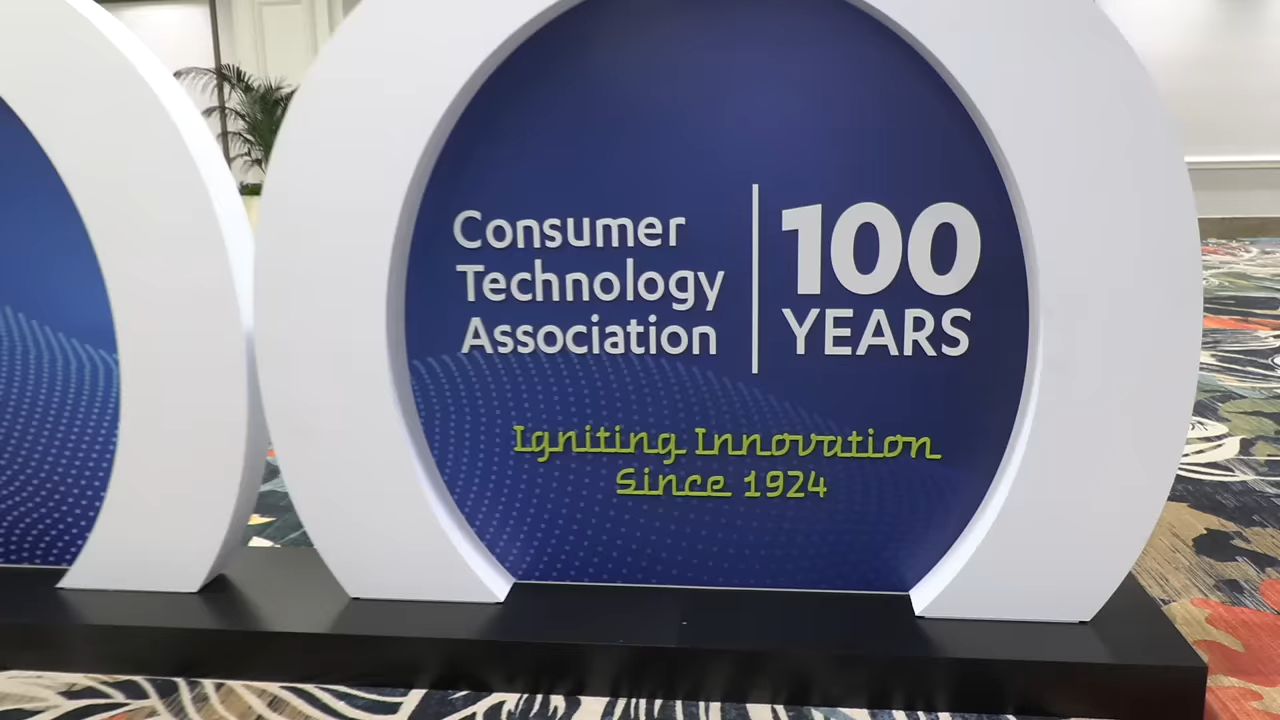 Consumer
Technology
Association
100
YEARS
Igniting Innovation
Since 1924